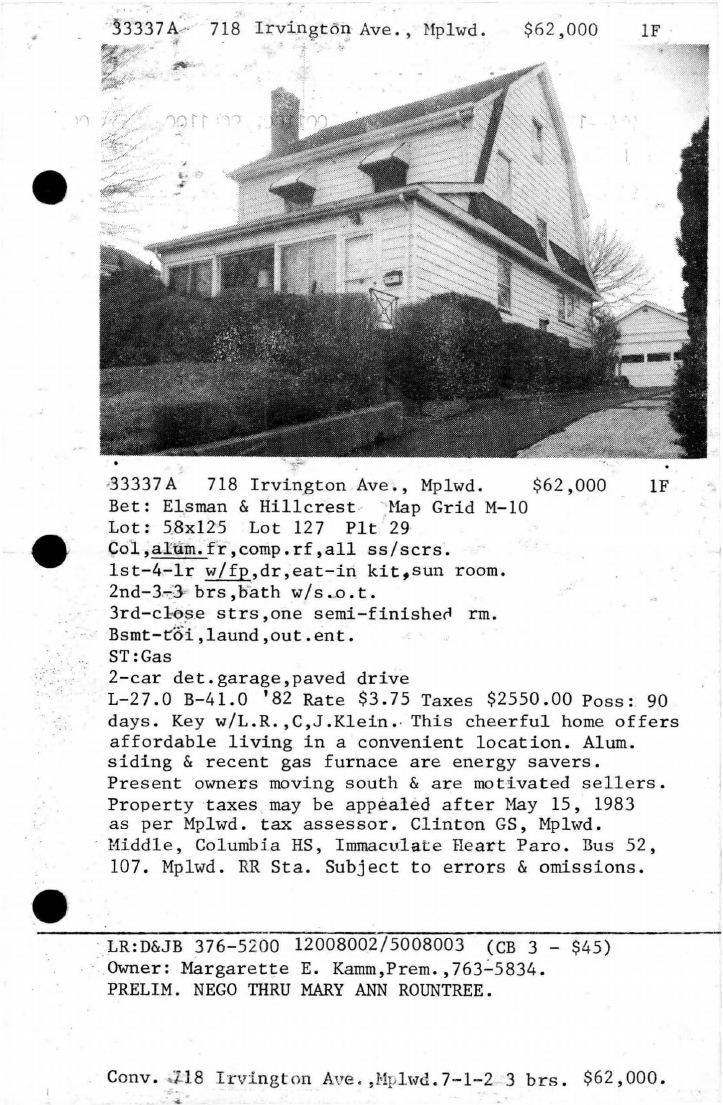 33337A 718 Irvington Ave., Mplwd. $62,000 1F
33337A 718 Irvington Ave., Mplwd. $62,000 1F
Bet: Elsman & Hillcrest Map Grid M-10
Lot: 58x125 Lot 127 Plt 29
Col,alum.fr,comp.rf,all ss/scrs.
1st-4-lr w/fp,dr,eat-in kit,sun room.
2nd-3-3 brs,bath w/s.o.t.
3rd-close strs,one semi-finished rm.
Bsmt-toi,laund,out.ent.
ST:Gas
2-car det.garage,paved drive
L-27.0 B-41.0 '82 Rate $3.75 Taxes $2550.00 Poss: 90
days. Key w/L.R.,C,J.Klein. This cheerful home offers
affordable living in a convenient location. Alum.
siding & recent gas furnace are energy savers.
Present owners moving south & are motivated sellers.
Property taxes may be appealed after May 15, 1983
as per Mplwd. tax assessor. Clinton GS, Mplwd.
Middle, Columbia HS, Immaculate Heart Paro. Bus 52,
107. Mplwd. RR Sta. Subject to errors & omissions.
LR:D&JB 376-5200 12008002/5008003 (CB 3 - $45)
Owner: Margarette E. Kamm,Prem.,763-5834.
PRELIM. NEGO THRU MARY ANN ROUNTREE.
Conv. 718 Irvington Ave.,Mplwd.7-1-2 3 brs. $62,000.